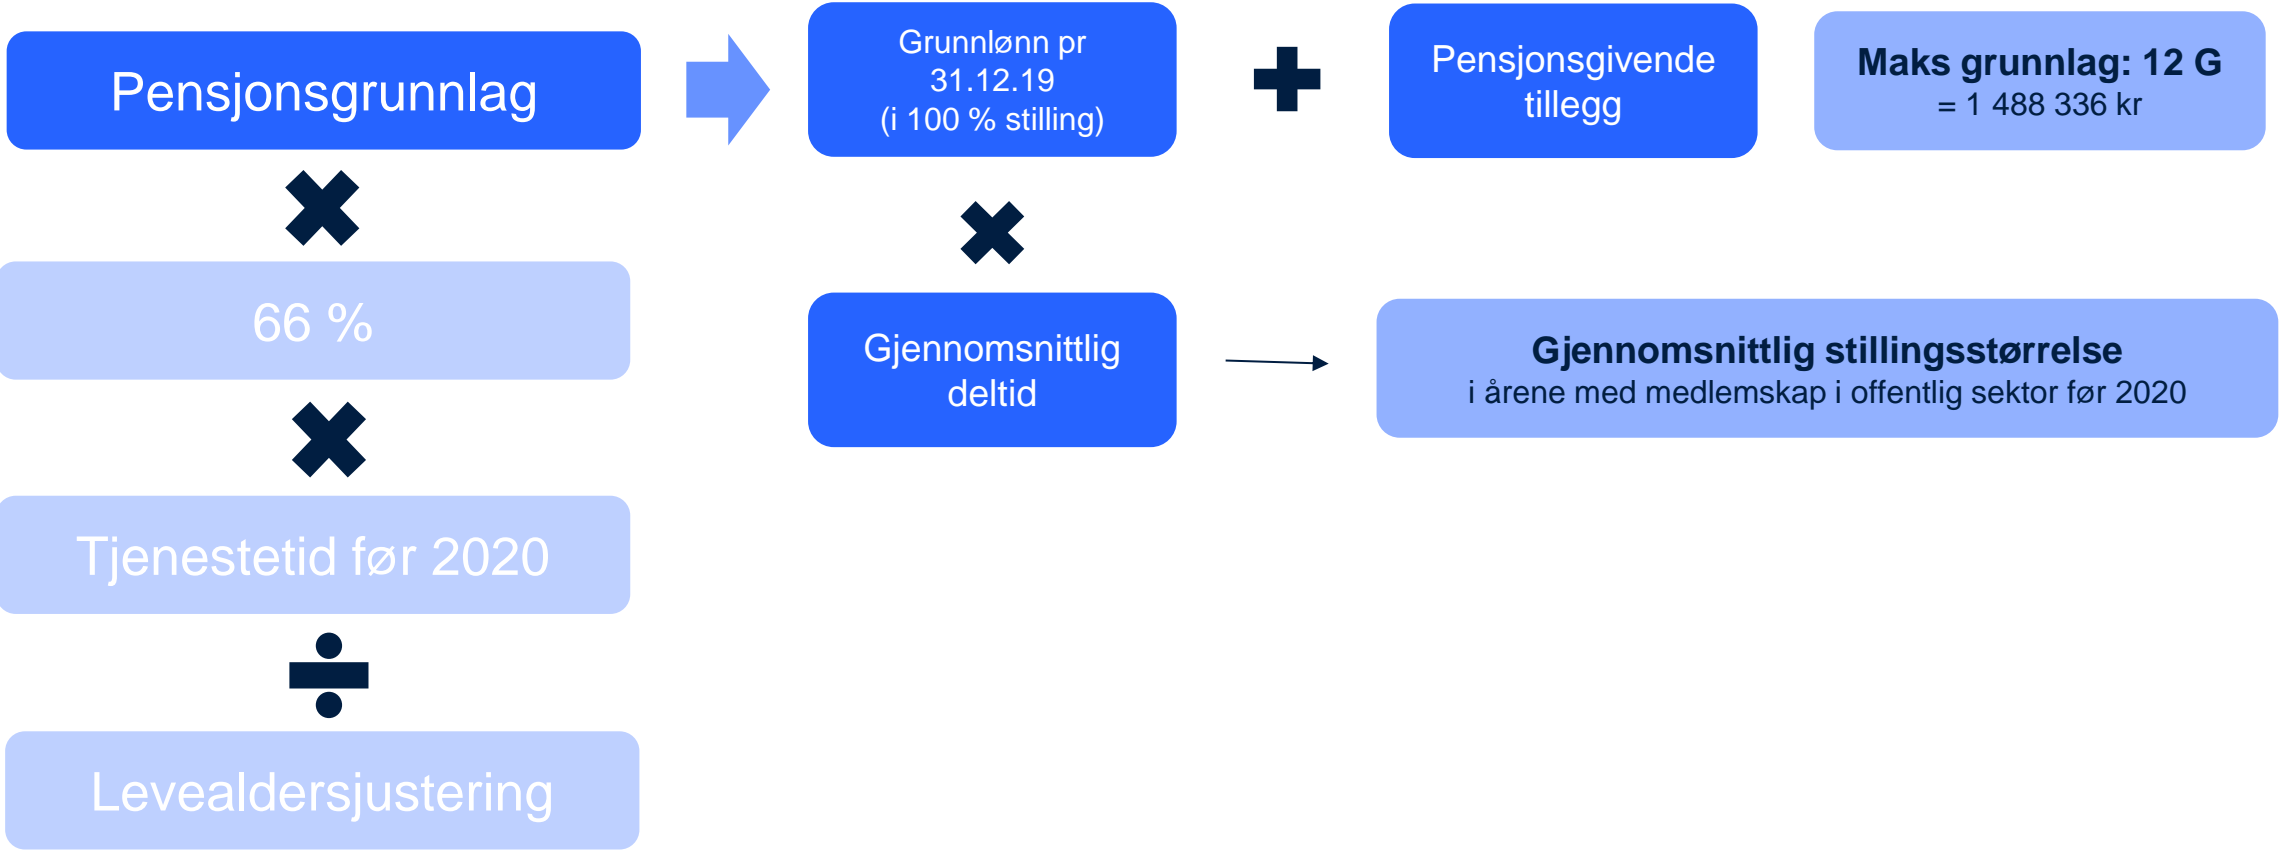 Pensjonsgrunnlag
Grunnlønn pr
31.12.19
(i 100 % stilling)
Pensjonsgivende
tillegg
Maks grunnlag: 12 G
= 1 488 336 kr
66 %
Gjennomsnittlig
deltid
Gjennomsnittlig stillingsstørrelse
i årene med medlemskap i offentlig sektor før 2020
Tjenestetid før 2020
Levealdersjustering